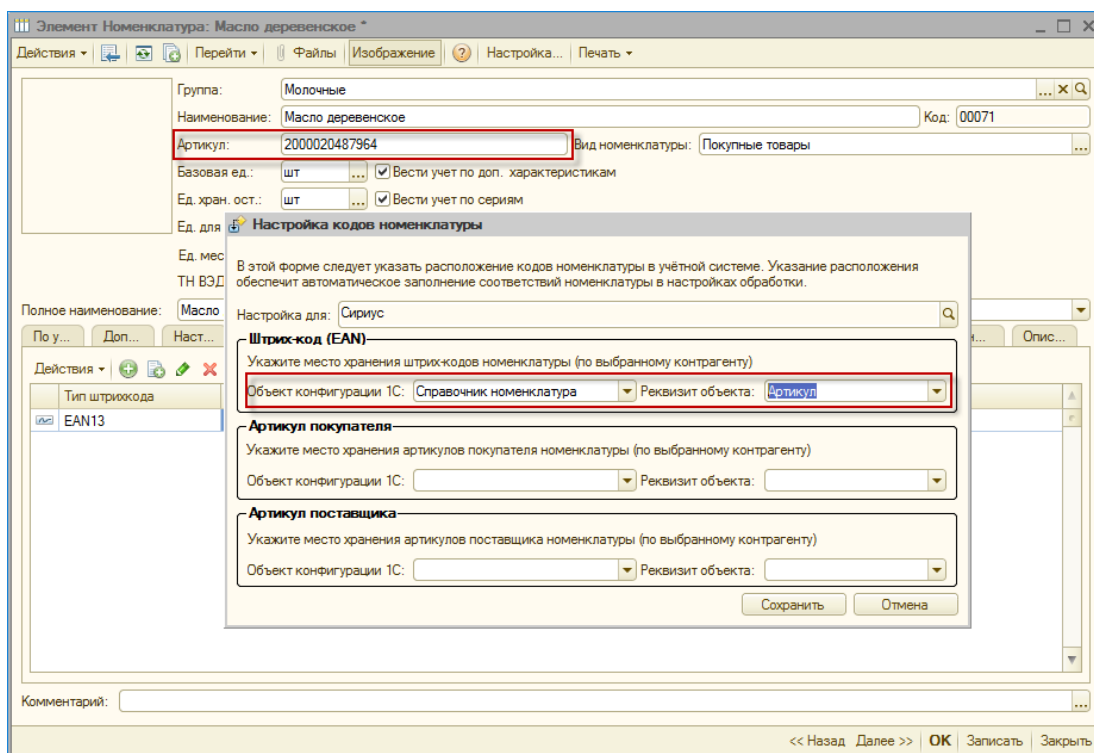 Элемент Номенклатура: Масло деревенское *
Действия Перейти Файлы Изображение ? Настройка... Печать
Группа: Молочные
Наименование: Масло деревенское Код: 00071
Артикул: 2000020487964 Вид номенклатуры: Покупные товары
Базовая ед.: шт ... Вести учет по доп. характеристикам
Ед. хран. ост.: шт ... Вести учет по сериям
Ед. для
Настройка кодов номенклатуры
Ед. мес
ТН ВЭД
В этой форме следует указать расположение кодов номенклатуры в учётной системе. Указание расположения
обеспечит автоматическое заполнение соответствий номенклатуры в настройках обработки.
Полное наименование: Масло
Настройка для: Сириус
По у... Доп... Наст... Опис...
Штрих-код (EAN)
Укажите место хранения штрих-кодов номенклатуры (по выбранному контрагенту)
Действия
Объект конфигурации 1С: Справочник номенклатура Реквизит объекта: Артикул
Тип штрихкода
EAN13
Артикул покупателя
Укажите место хранения артикулов покупателя номенклатуры (по выбранному контрагенту)
Объект конфигурации 1С: Реквизит объекта:
Артикул поставщика
Укажите место хранения артикулов поставщика номенклатуры (по выбранному контрагенту)
Объект конфигурации 1С: Реквизит объекта:
Сохранить Отмена
Комментарий:
<< Назад Далее >> OK Записать Закрыть